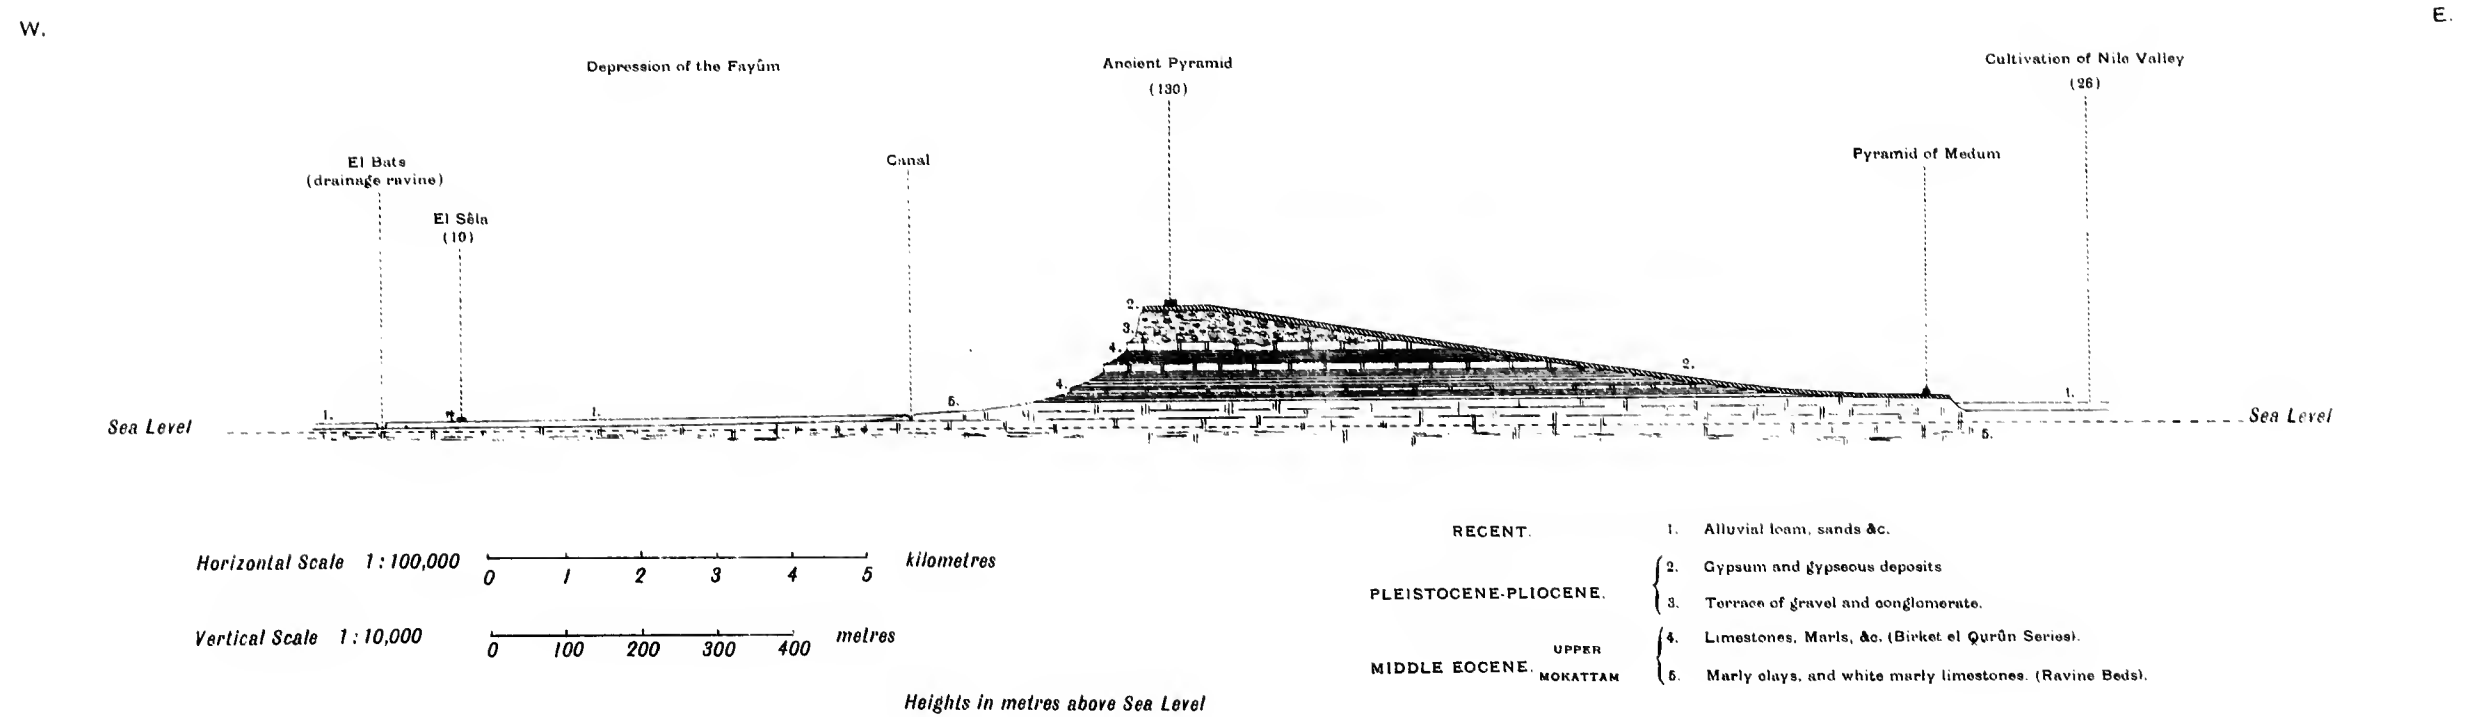 W.
E.
Depression of the Fayûm
Ancient Pyramid
(130)
Cultivation of Nile Valley
(26)
El Bats
(drainage ravine)
El Sêla
(10)
Canal
Pyramid of Medum
2.
3.
4.
4.
5.
2.
1.
1.
1.
5.
Sea Level
Sea Level
Horizontal Scale 1:100,000
0 1 2 3 4 5
kilometres
Vertical Scale 1:10,000
0 100 200 300 400
metres
Heights in metres above Sea Level
RECENT.
1. Alluvial loam, sands &c.
PLEISTOCENE-PLIOCENE.
2. Gypsum and gypseous deposits
3. Terrace of gravel and conglomerate.
MIDDLE EOCENE.
UPPER
MOKATTAM
4. Limestones, Marls, &c. (Birket el Qurûn Series).
5. Marly clays, and white marly limestones. (Ravine Beds).